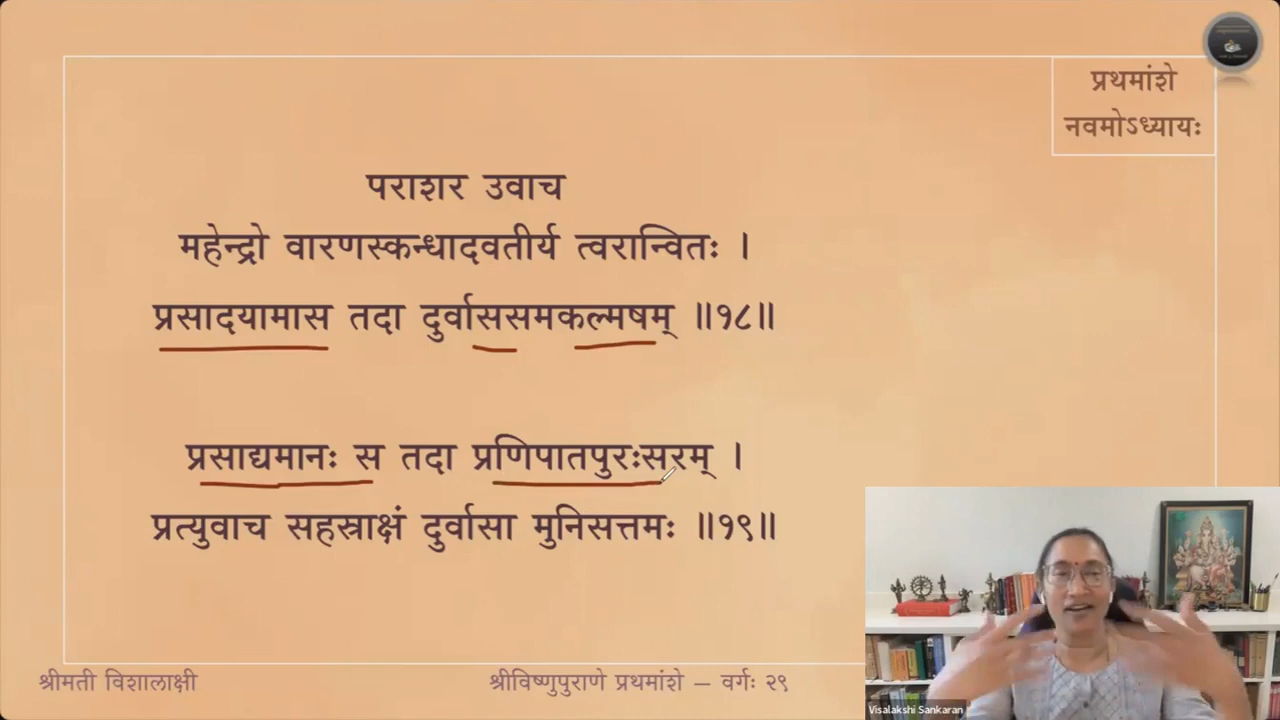 प्रथमांशे
नवमोऽध्यायः
पराशर उवाच
महेन्द्रो वारणस्कन्धादवतीर्य त्वरान्वितः ।
प्रसादयामास तदा दुर्वाससमकल्मषम् ॥१८॥
प्रसाद्यमानः स तदा प्रणिपातपुरःसरम् ।
प्रत्युवाच सहस्राक्षं दुर्वासा मुनिसत्तमः ॥१९॥
श्रीमती विशालाक्षी
श्रीविष्णुपुराणे प्रथमांशे – वर्गः २९
Visalakshi Sankaran